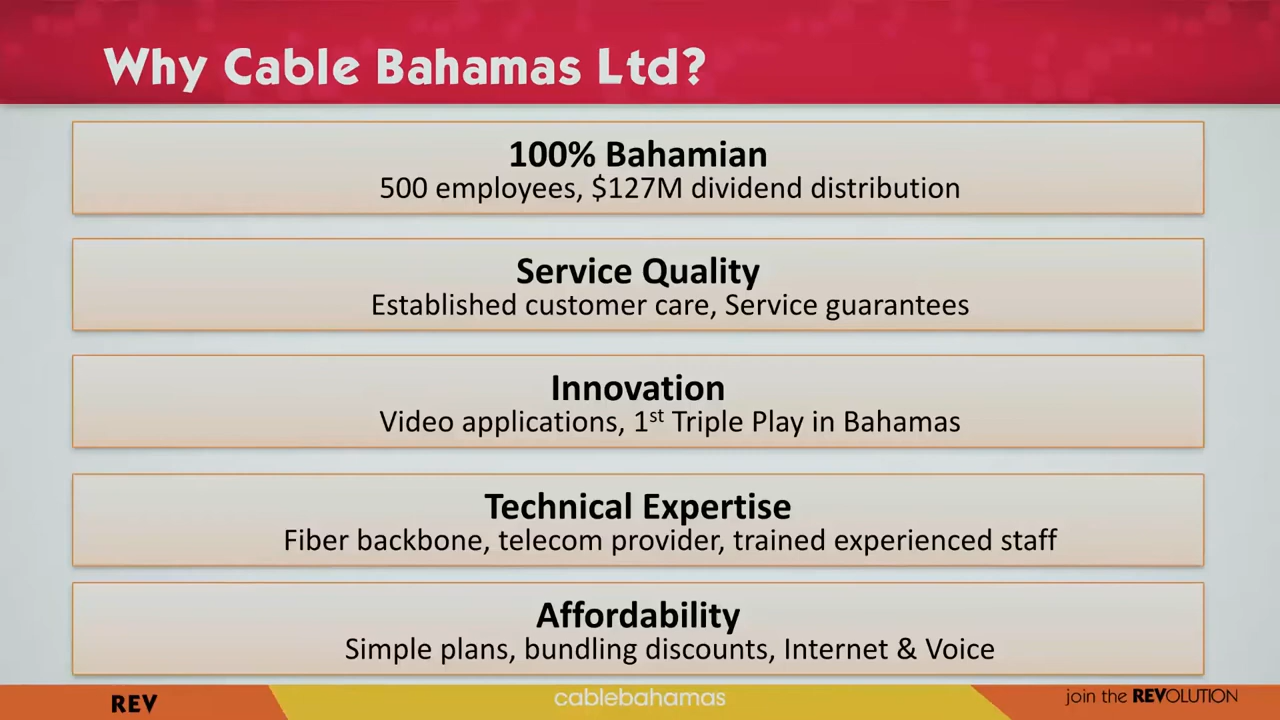 Why Cable Bahamas Ltd?
100% Bahamian
500 employees, $127M dividend distribution
Service Quality
Established customer care, Service guarantees
Innovation
Video applications, 1st Triple Play in Bahamas
Technical Expertise
Fiber backbone, telecom provider, trained experienced staff
Affordability
Simple plans, bundling discounts, Internet & Voice
REV
cablebahamas
join the REVOLUTION